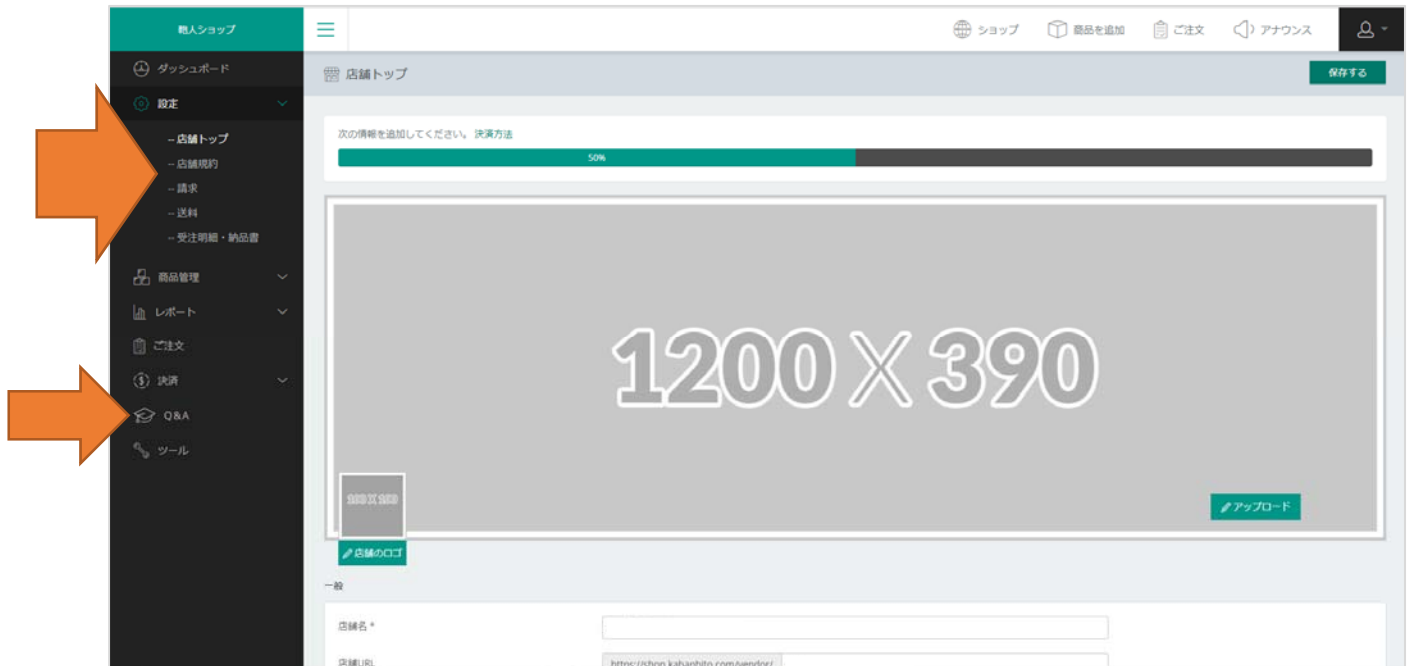 職人ショップ
ショップ 商品を追加 ご注文 アナウンス
ダッシュボード
店舗トップ
保存する
設定
-- 店舗トップ
-- 店舗規約
-- 請求
-- 送料
-- 受注明細・納品書
商品管理
レポート
ご注文
決済
Q&A
ツール
次の情報を追加してください。 決済方法
50%
1200 X 390
アップロード
店舗のロゴ
一般
店舗名 *
店舗URL
https://shop.kabanbito.com/vendor/